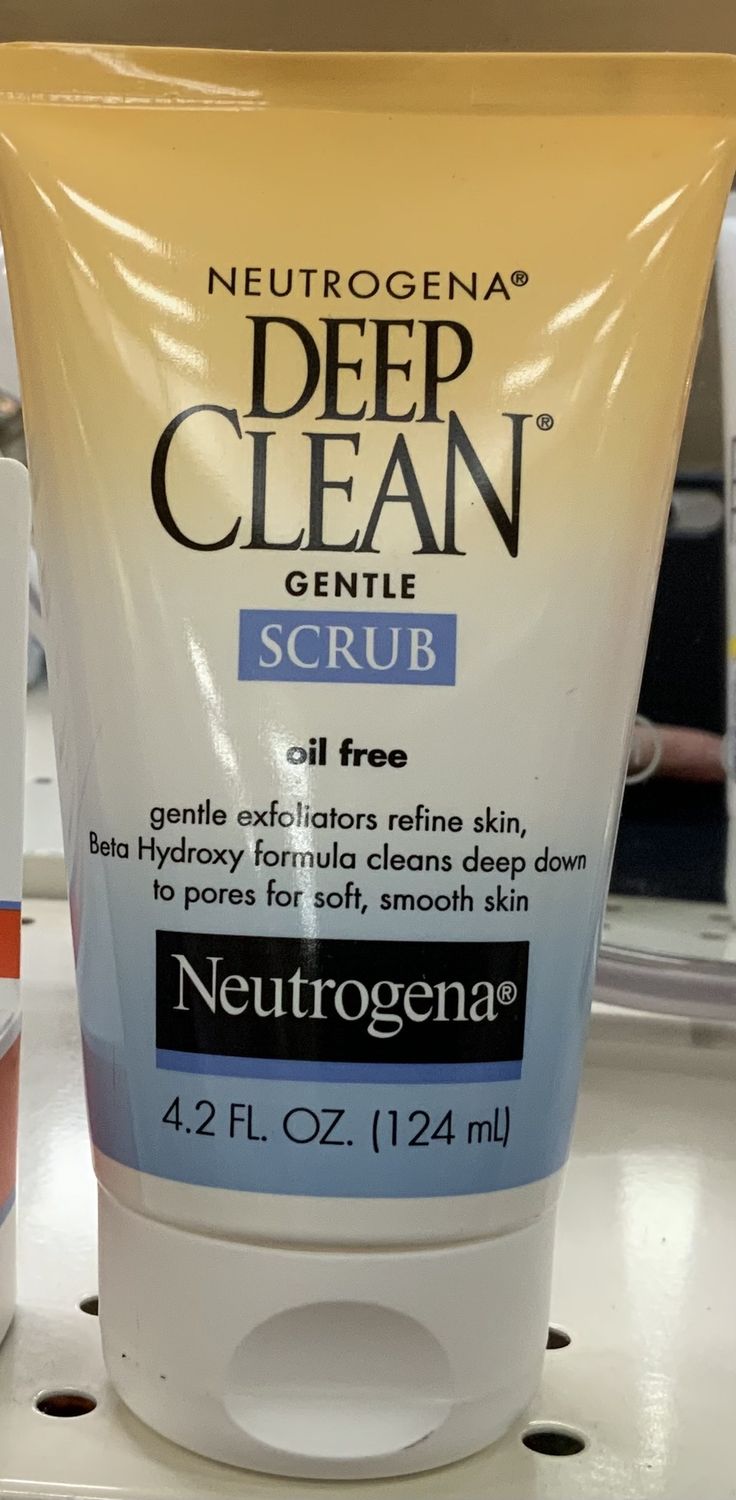 NEUTROGENA®
DEEP
CLEAN®
GENTLE
SCRUB
oil free
gentle exfoliators refine skin,
Beta Hydroxy formula cleans deep down
to pores for soft, smooth skin
Neutrogena®
4.2 FL. OZ. (124 mL)